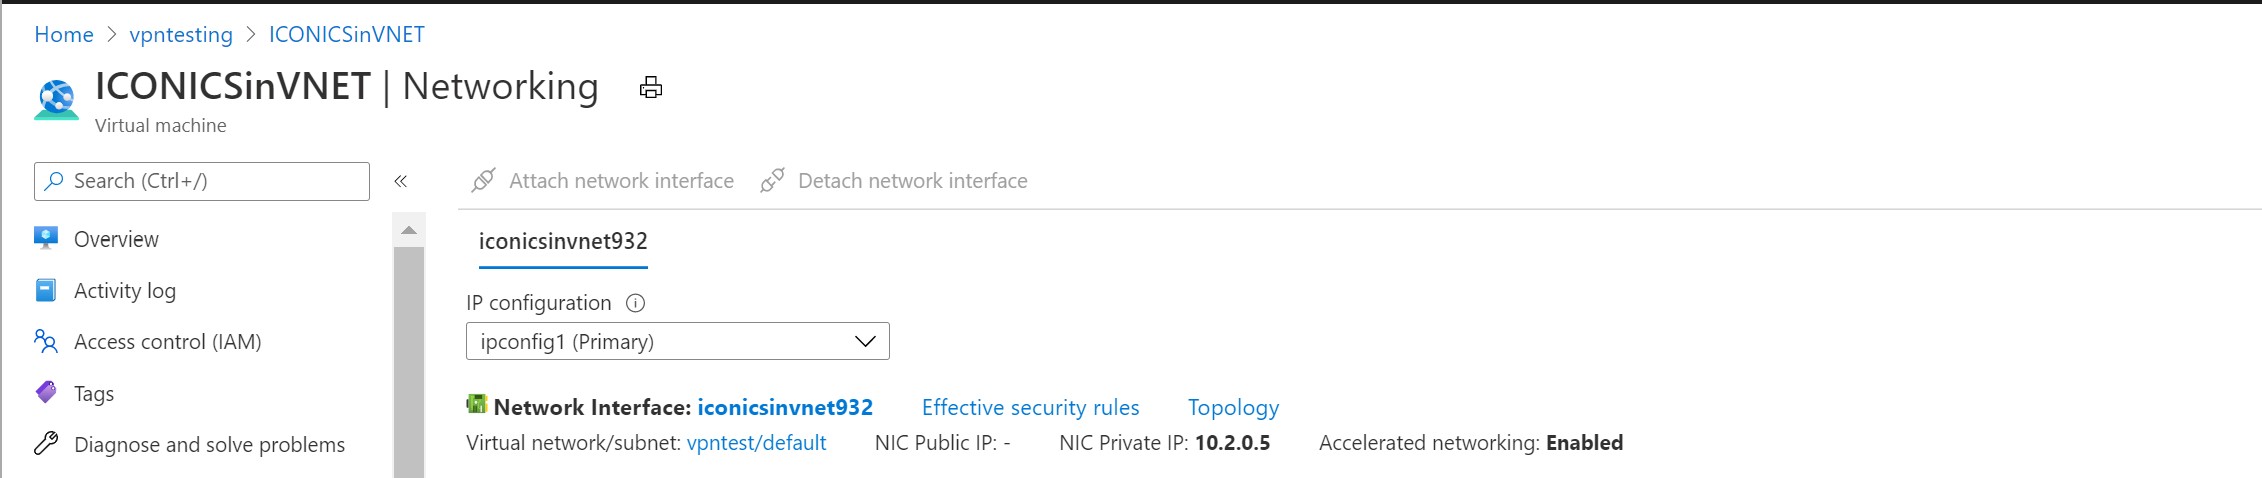 Home > vpntesting > ICONICSinVNET
ICONICSinVNET | Networking
Virtual machine
Search (Ctrl+/)
«
Attach network interface
Detach network interface
Overview
Activity log
Access control (IAM)
Tags
Diagnose and solve problems
iconicsinvnet932
IP configuration
ipconfig1 (Primary)
Network Interface: iconicsinvnet932 Effective security rules Topology
Virtual network/subnet: vpntest/default NIC Public IP: - NIC Private IP: 10.2.0.5 Accelerated networking: Enabled